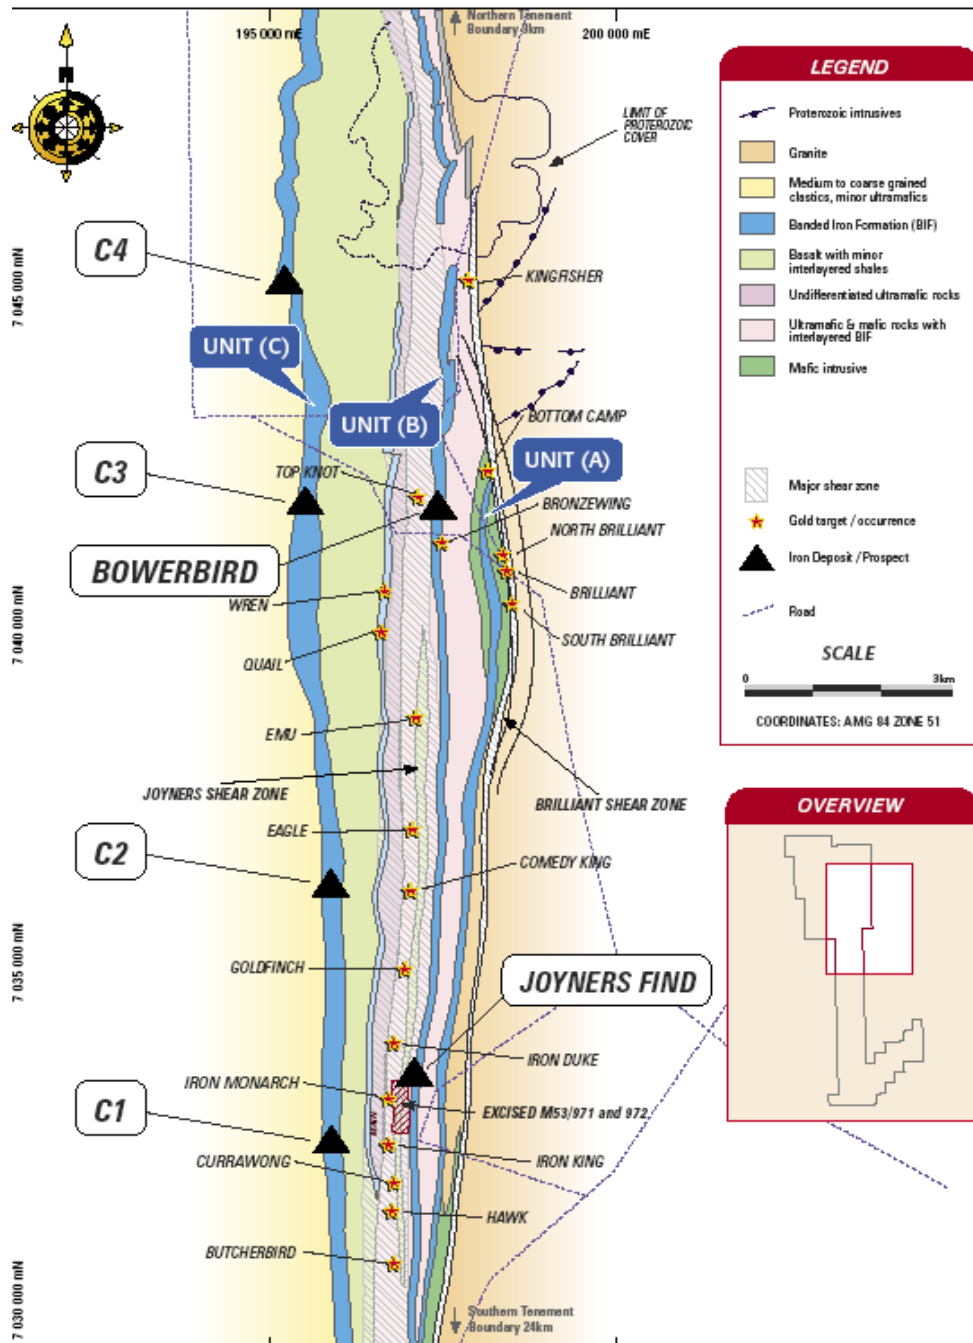 195 000 mE
Northern Tenement
Boundary 9km
200 000 mE
LIMIT OF
PROTEROZOIC
COVER
C4
7 045 000 mN
KINGFISHER
UNIT (C)
UNIT (B)
BOTTOM CAMP
UNIT (A)
C3
TOP KNOT
BRONZEWING
NORTH BRILLIANT
BOWERBIRD
BRILLIANT
WREN
7 040 000 mN
SOUTH BRILLIANT
QUAIL
EMU
JOYNERS SHEAR ZONE
BRILLIANT SHEAR ZONE
EAGLE
C2
COMEDY KING
7 035 000 mN
GOLDFINCH
JOYNERS FIND
IRON DUKE
IRON MONARCH
C1
EXCISED M53/971 and 972
CURRAWONG
IRON KING
HAWK
BUTCHERBIRD
7 030 000 mN
Southern Tenement
Boundary 24km
LEGEND
Proterozoic intrusives
Granite
Medium to coarse grained
clastics, minor ultramafics
Banded Iron Formation (BIF)
Basalt with minor
interlayered shales
Undifferentiated ultramafic rocks
Ultramafic & mafic rocks with
interlayered BIF
Mafic intrusive
Major shear zone
Gold target / occurrence
Iron Deposit / Prospect
Road
SCALE
0 3km
COORDINATES: AMG 84 ZONE 51
OVERVIEW